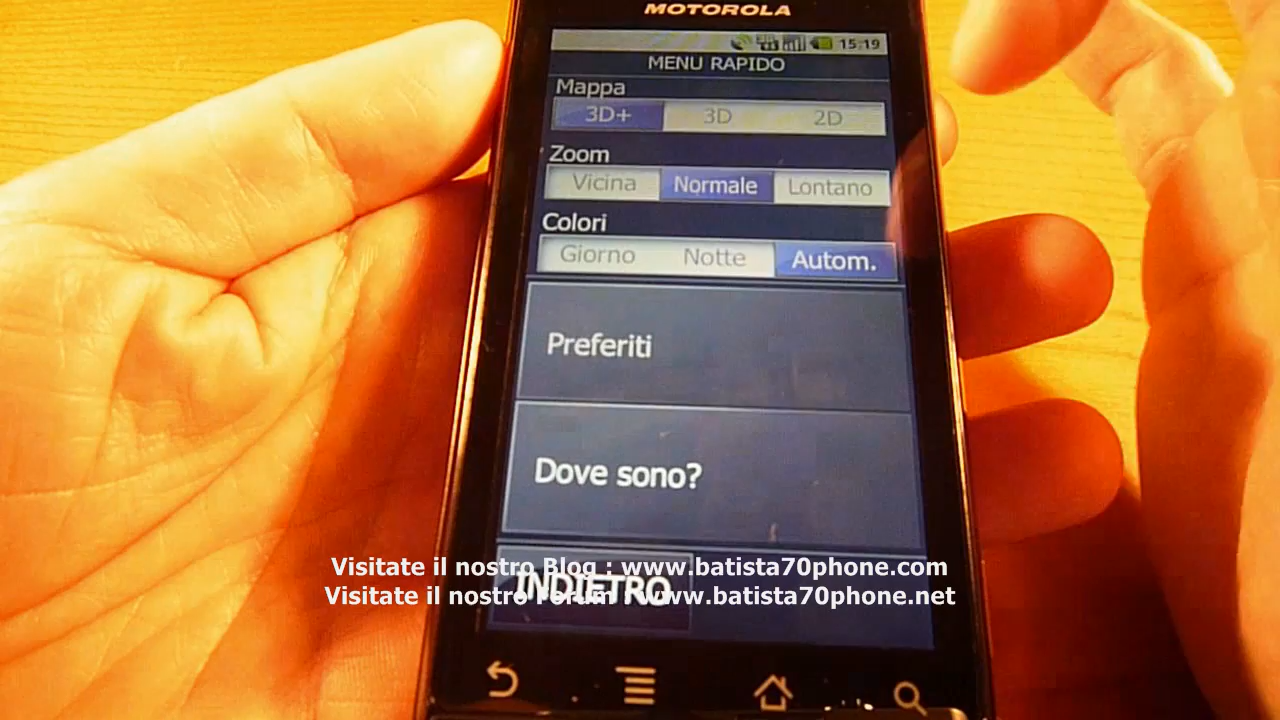 MOTOROLA
15:19
MENU RAPIDO
Mappa
3D+ 3D 2D
Zoom
Vicina Normale Lontano
Colori
Giorno Notte Autom.
Preferiti
Dove sono?
INDIETRO
Visitate il nostro Blog : www.batista70phone.com
Visitate il nostro Forum : www.batista70phone.net